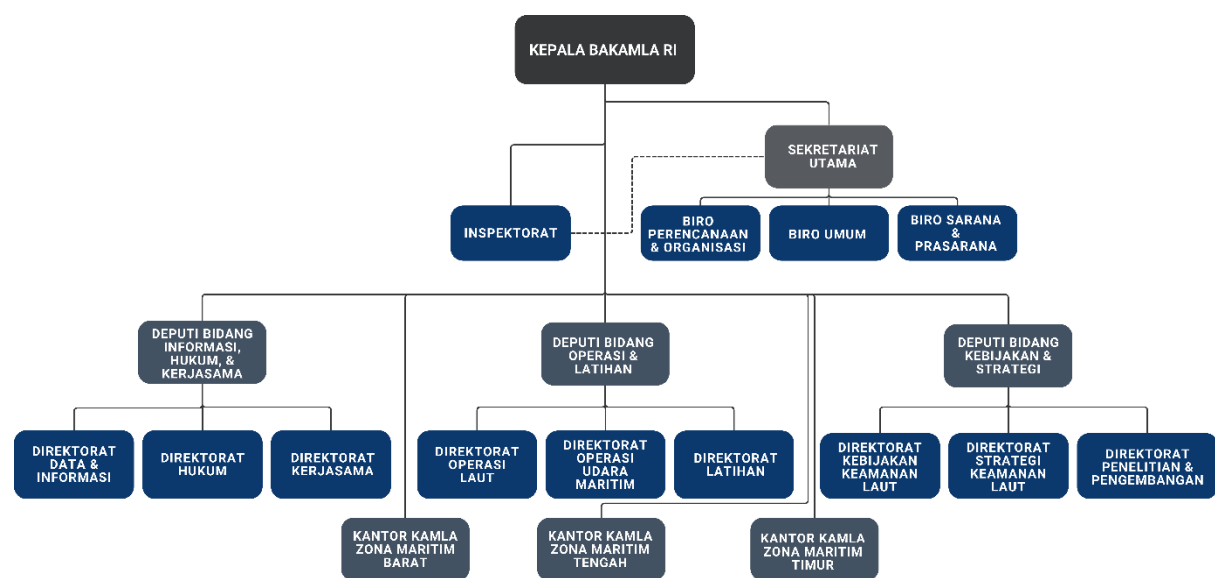 KEPALA BAKAMLA RI
SEKRETARIAT
UTAMA
INSPEKTORAT
BIRO
PERENCANAAN
& ORGANISASI
BIRO UMUM
BIRO SARANA
&
PRASARANA
DEPUTI BIDANG
INFORMASI,
HUKUM, &
KERJASAMA
DEPUTI BIDANG
OPERASI &
LATIHAN
DEPUTI BIDANG
KEBIJAKAN &
STRATEGI
DIREKTORAT
DATA &
INFORMASI
DIREKTORAT
HUKUM
DIREKTORAT
KERJASAMA
DIREKTORAT
OPERASI
LAUT
DIREKTORAT
OPERASI
UDARA
MARITIM
DIREKTORAT
LATIHAN
DIREKTORAT
KEBIJAKAN
KEAMANAN
LAUT
DIREKTORAT
STRATEGI
KEAMANAN
LAUT
DIREKTORAT
PENELITIAN &
PENGEMBANGAN
KANTOR KAMLA
ZONA MARITIM
BARAT
KANTOR KAMLA
ZONA MARITIM
TENGAH
KANTOR KAMLA
ZONA MARITIM
TIMUR